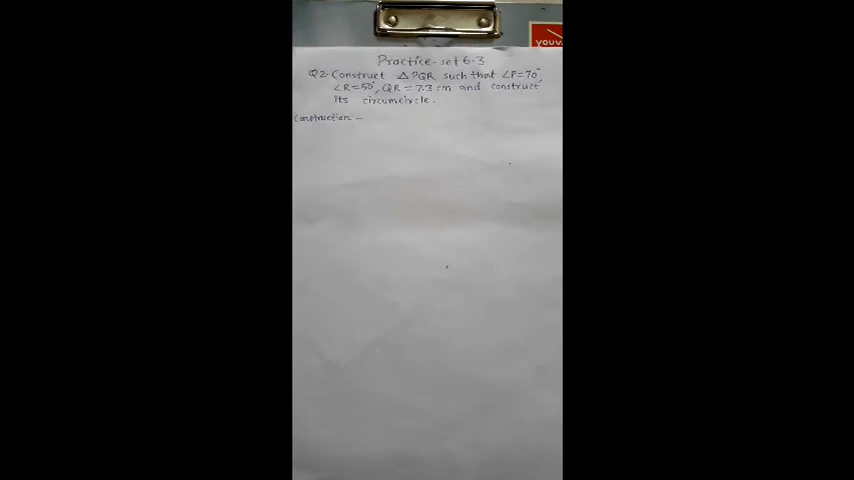 YOUVA
Practice-set 6.3
Q2. Construct △PQR such that ∠P=70°,
∠R=50°, QR = 7.3 cm and construct
its circumcircle.
Construction: –